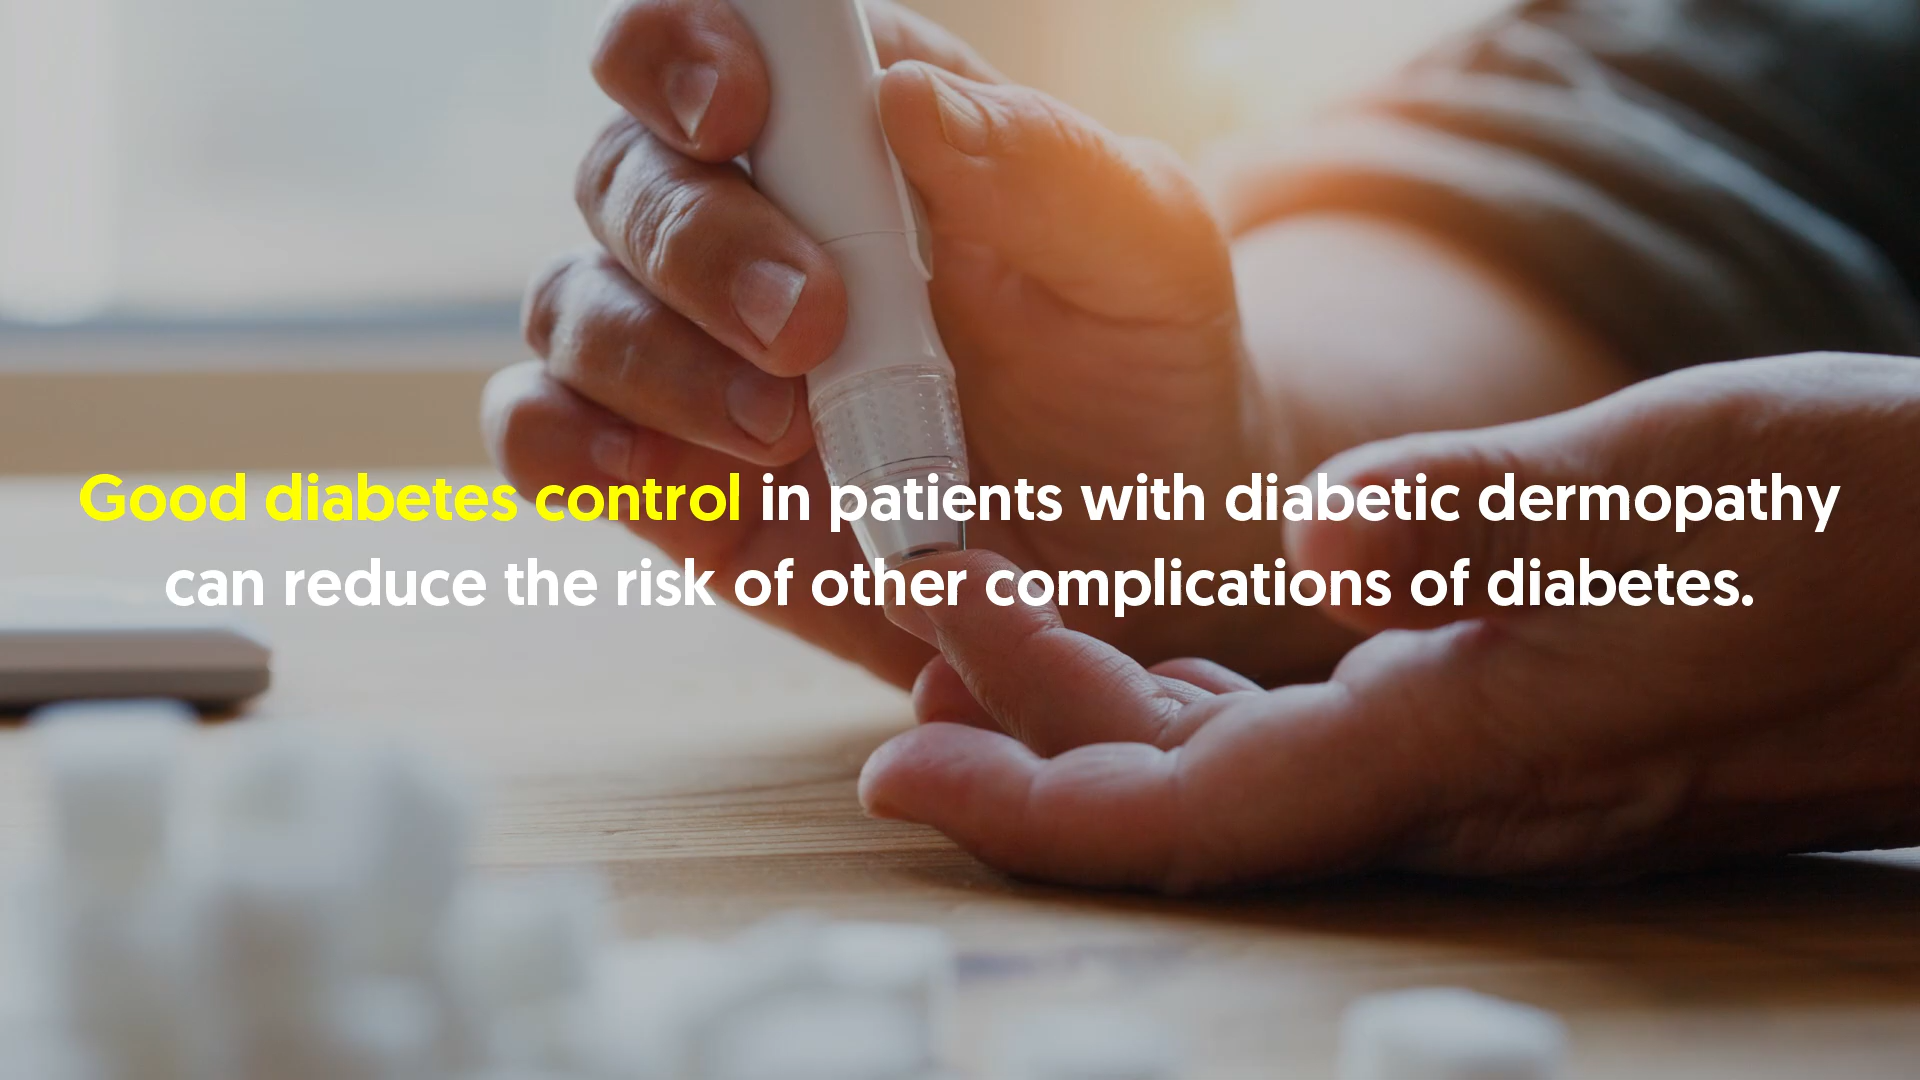 Good diabetes control in patients with diabetic dermopathy
can reduce the risk of other complications of diabetes.